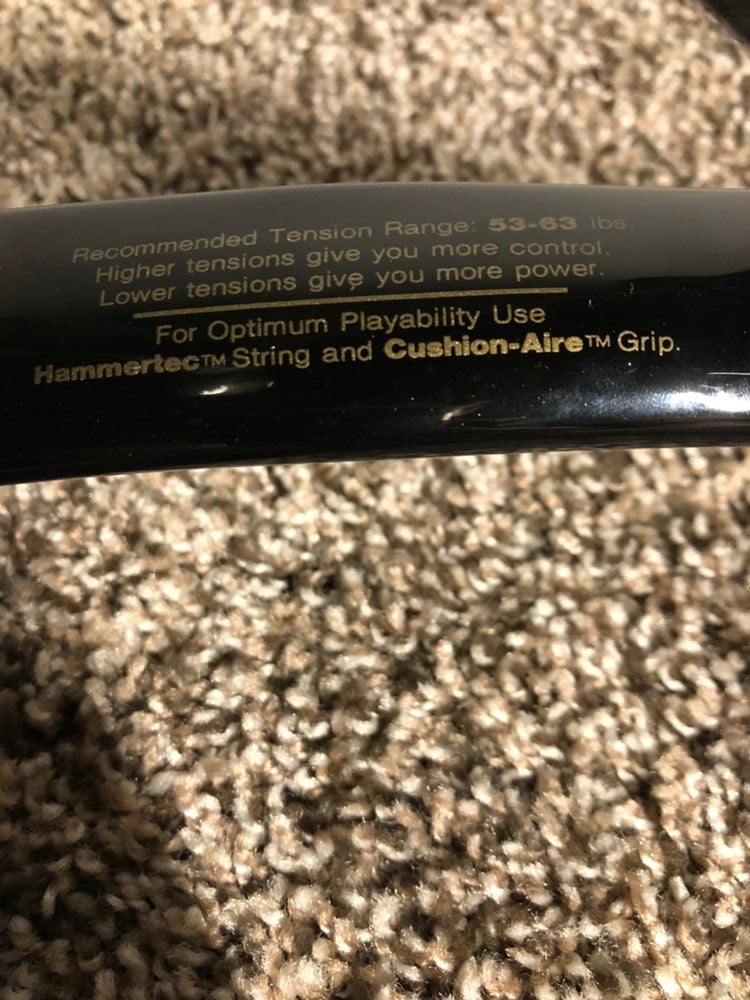 Recommended Tension Range: 53-63 lbs.
Higher tensions give you more control.
Lower tensions give you more power.
For Optimum Playability Use
Hammertec™ String and Cushion-Aire™ Grip.